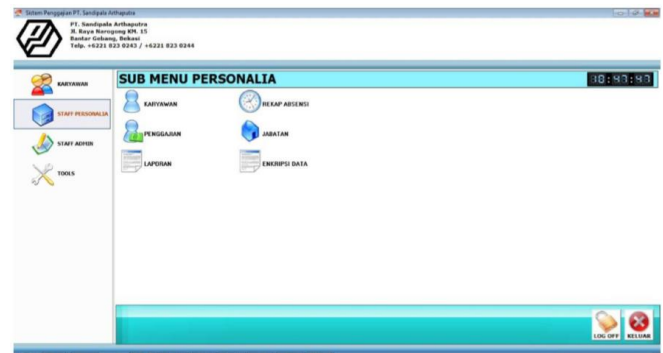 Sistem Penggajian PT. Sandipala Arthaputra
PT. Sandipala Arthaputra
Jl. Raya Narogong KM. 15
Bantar Gebang, Bekasi
Telp. +6221 823 0243 / +6221 823 0244
KARYAWAN
STAFF PERSONALIA
STAFF ADMIN
TOOLS
SUB MENU PERSONALIA
KARYAWAN
REKAP ABSENSI
PENGGAJIAN
JABATAN
LAPORAN
ENKRIPSI DATA
LOG OFF
KELUAR